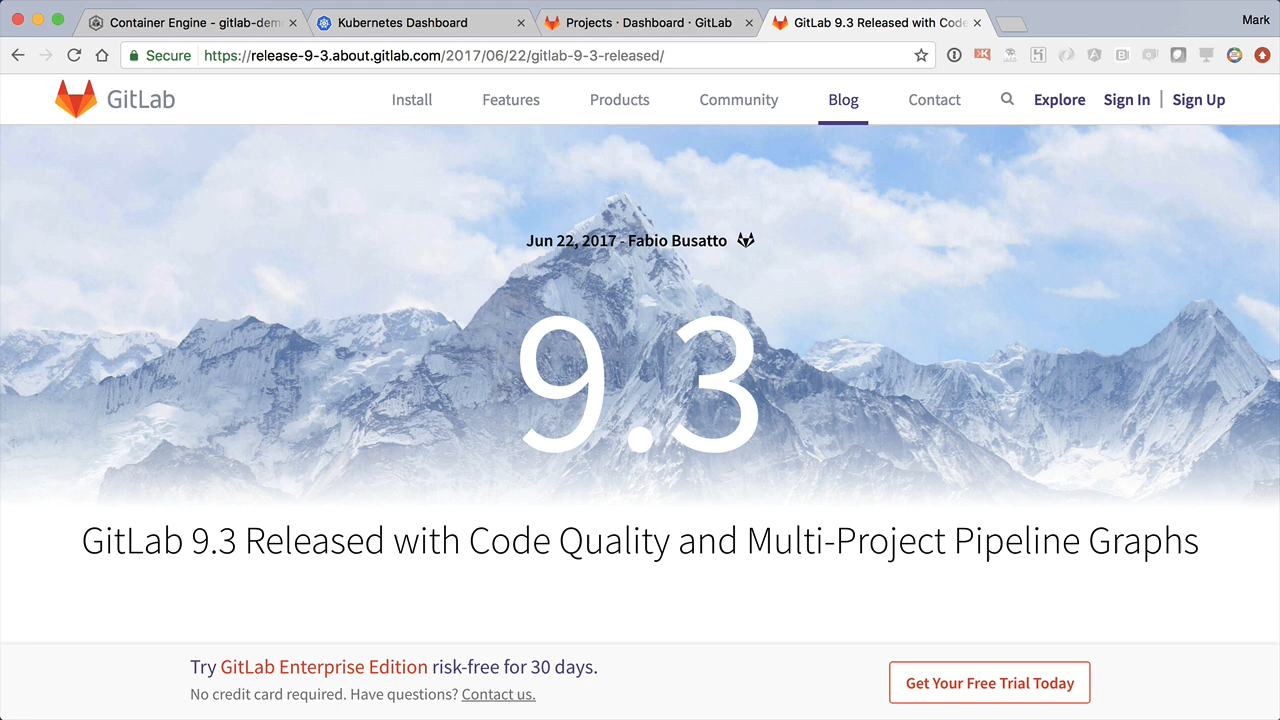 Container Engine - gitlab-dem
Kubernetes Dashboard
Projects · Dashboard · GitLab
GitLab 9.3 Released with Code
Mark
Secure
https://release-9-3.about.gitlab.com/2017/06/22/gitlab-9-3-released/
GitLab
Install
Features
Products
Community
Blog
Contact
Explore
Sign In
Sign Up
Jun 22, 2017 - Fabio Busatto
9.3
GitLab 9.3 Released with Code Quality and Multi-Project Pipeline Graphs
Try GitLab Enterprise Edition risk-free for 30 days.
No credit card required. Have questions? Contact us.
Get Your Free Trial Today